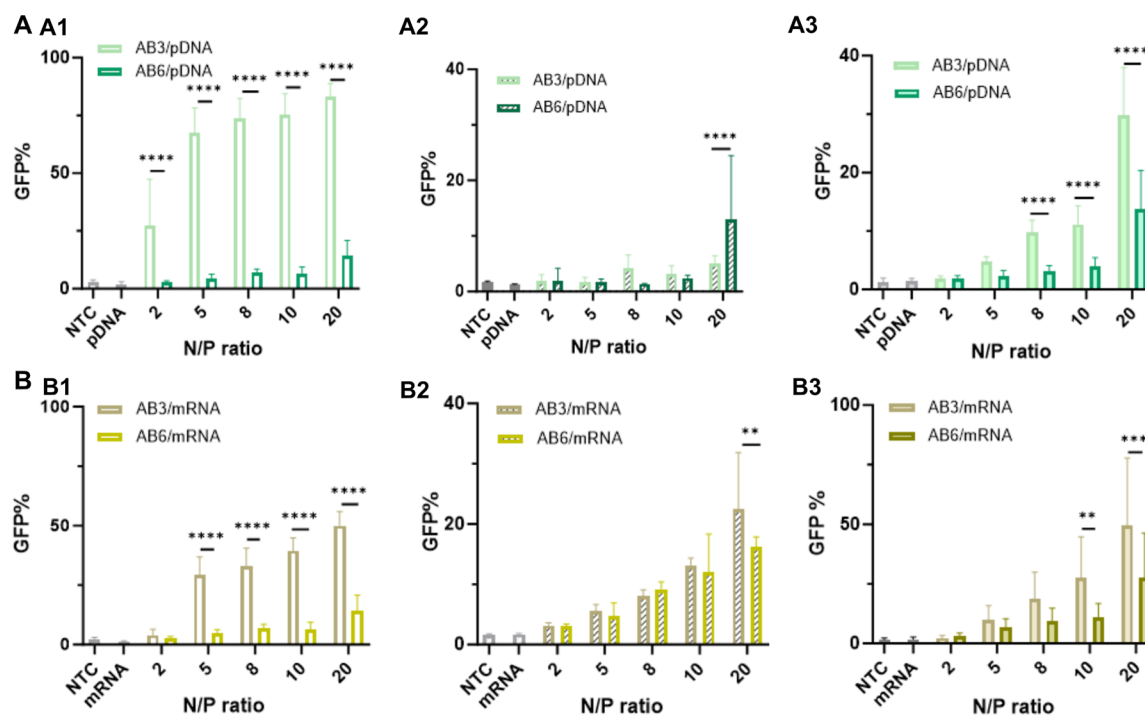 A A1
AB3/pDNA
AB6/pDNA
GFP%
100
50
0
****
****
****
****
****
NTC
pDNA
2
5
8
10
20
N/P ratio
A2
AB3/pDNA
AB6/pDNA
GFP%
40
20
0
****
NTC
pDNA
2
5
8
10
20
N/P ratio
A3
AB3/pDNA
AB6/pDNA
GFP%
40
20
0
****
****
****
NTC
pDNA
2
5
8
10
20
N/P ratio
B B1
AB3/mRNA
AB6/mRNA
GFP%
100
50
0
****
****
****
****
NTC
mRNA
2
5
8
10
20
N/P ratio
B2
AB3/mRNA
AB6/mRNA
GFP%
40
20
0
**
NTC
mRNA
2
5
8
10
20
N/P ratio
B3
AB3/mRNA
AB6/mRNA
GFP %
100
50
0
**
***
NTC
mRNA
2
5
8
10
20
N/P ratio